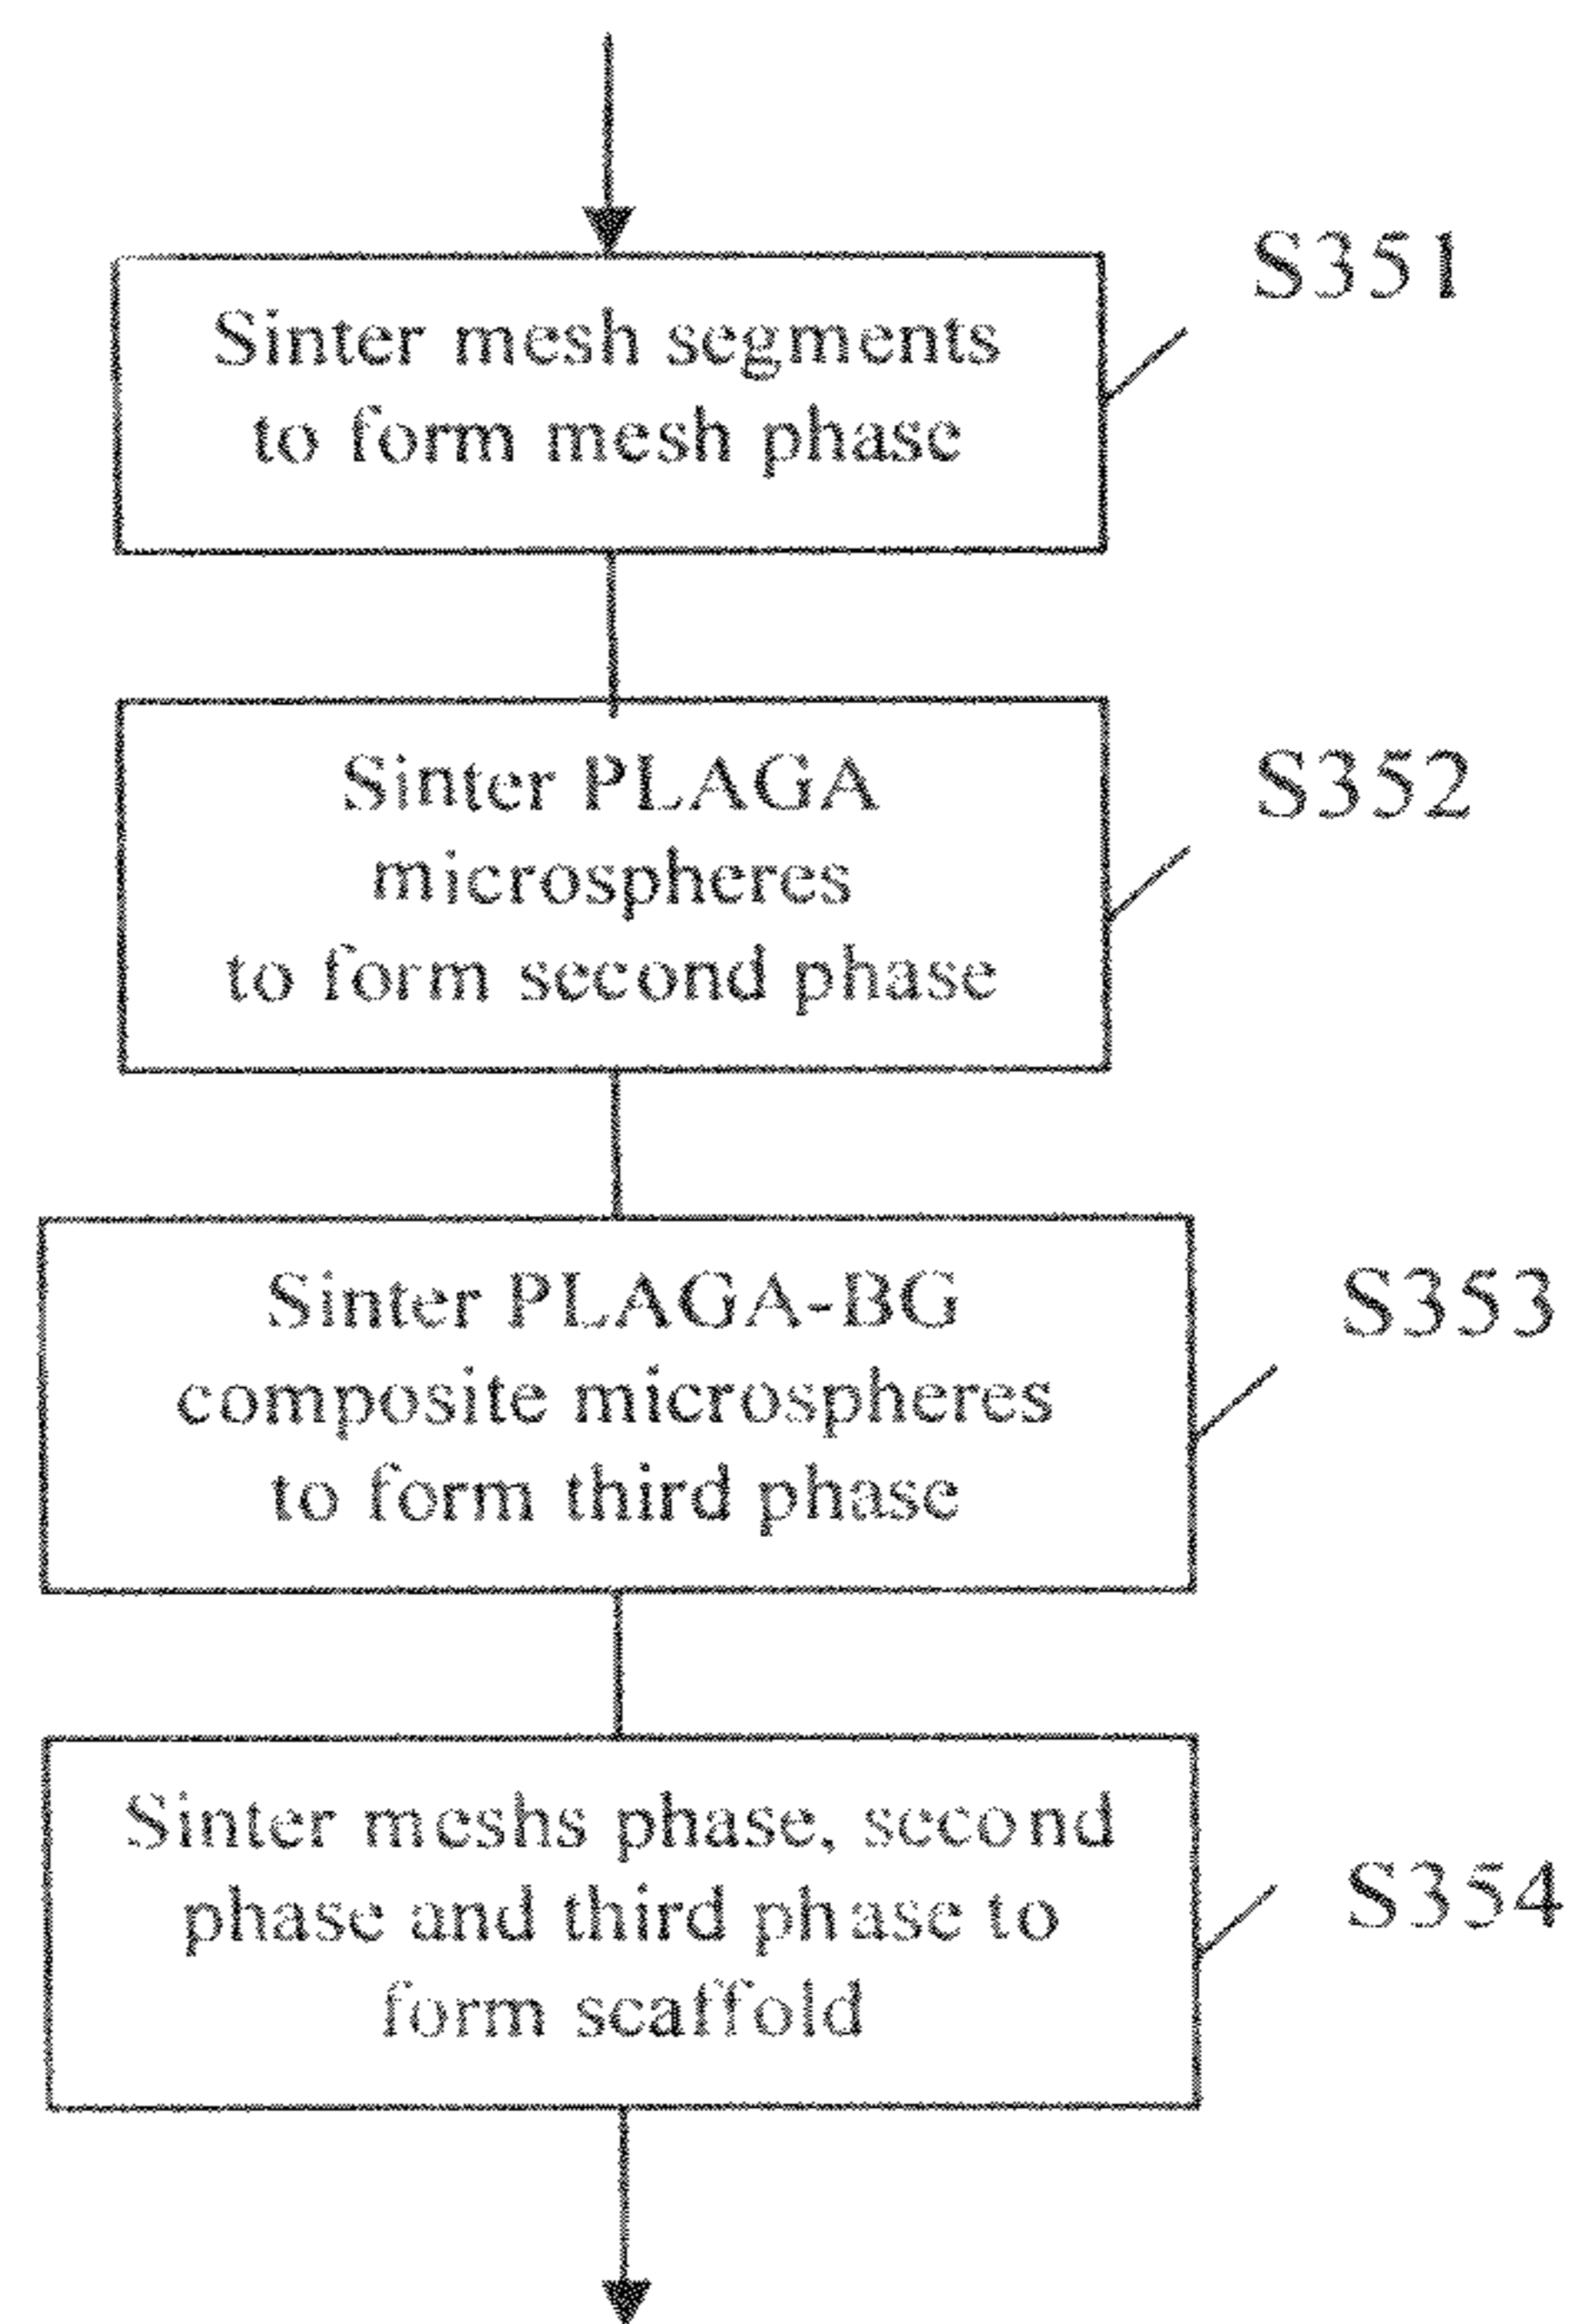 S351
Sinter mesh segments
to form mesh phase
S352
Sinter PLAGA
microspheres
to form second phase
S353
Sinter PLAGA-BG
composite microspheres
to form third phase
S354
Sinter meshs phase, second
phase and third phase to
form scaffold